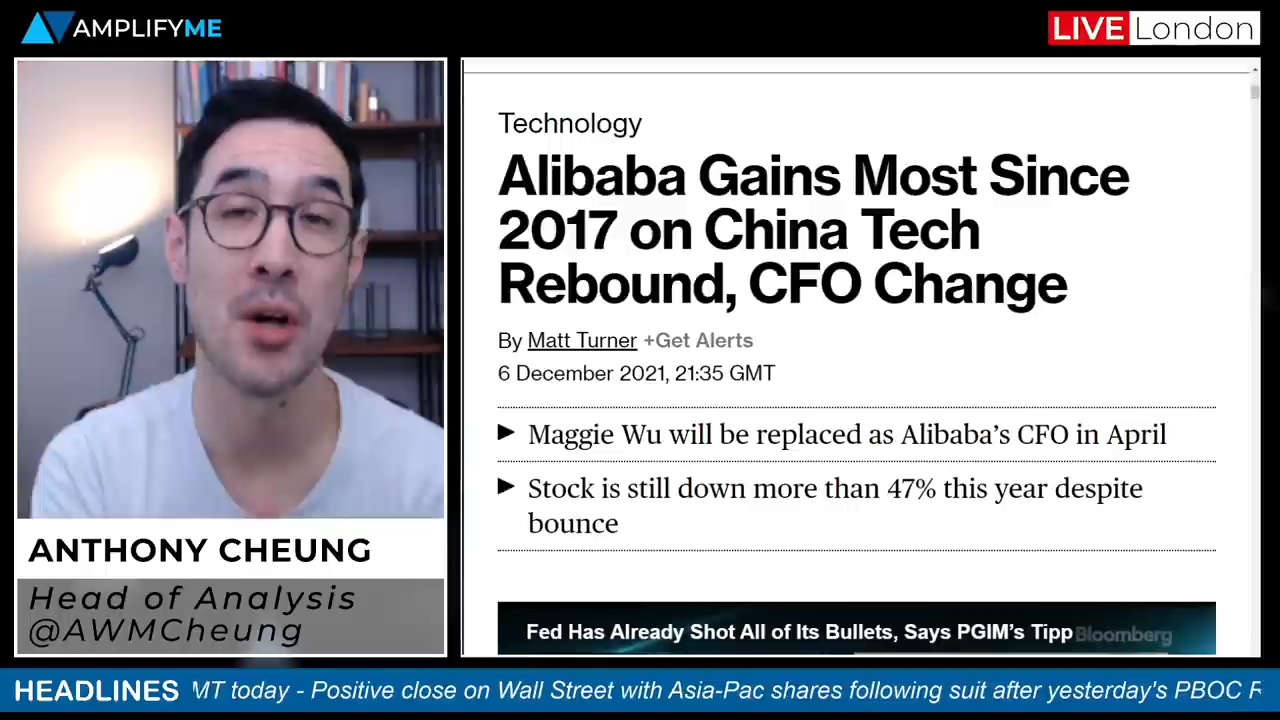 AMPLIFYME
LIVE London
Technology
Alibaba Gains Most Since
2017 on China Tech
Rebound, CFO Change
By Matt Turner +Get Alerts
6 December 2021, 21:35 GMT
Maggie Wu will be replaced as Alibaba's CFO in April
Stock is still down more than 47% this year despite
bounce
Fed Has Already Shot All of Its Bullets, Says PGIM's Tipp
Bloomberg
ANTHONY CHEUNG
Head of Analysis
@AWMCheung
HEADLINES MT today - Positive close on Wall Street with Asia-Pac shares following suit after yesterday's PBOC